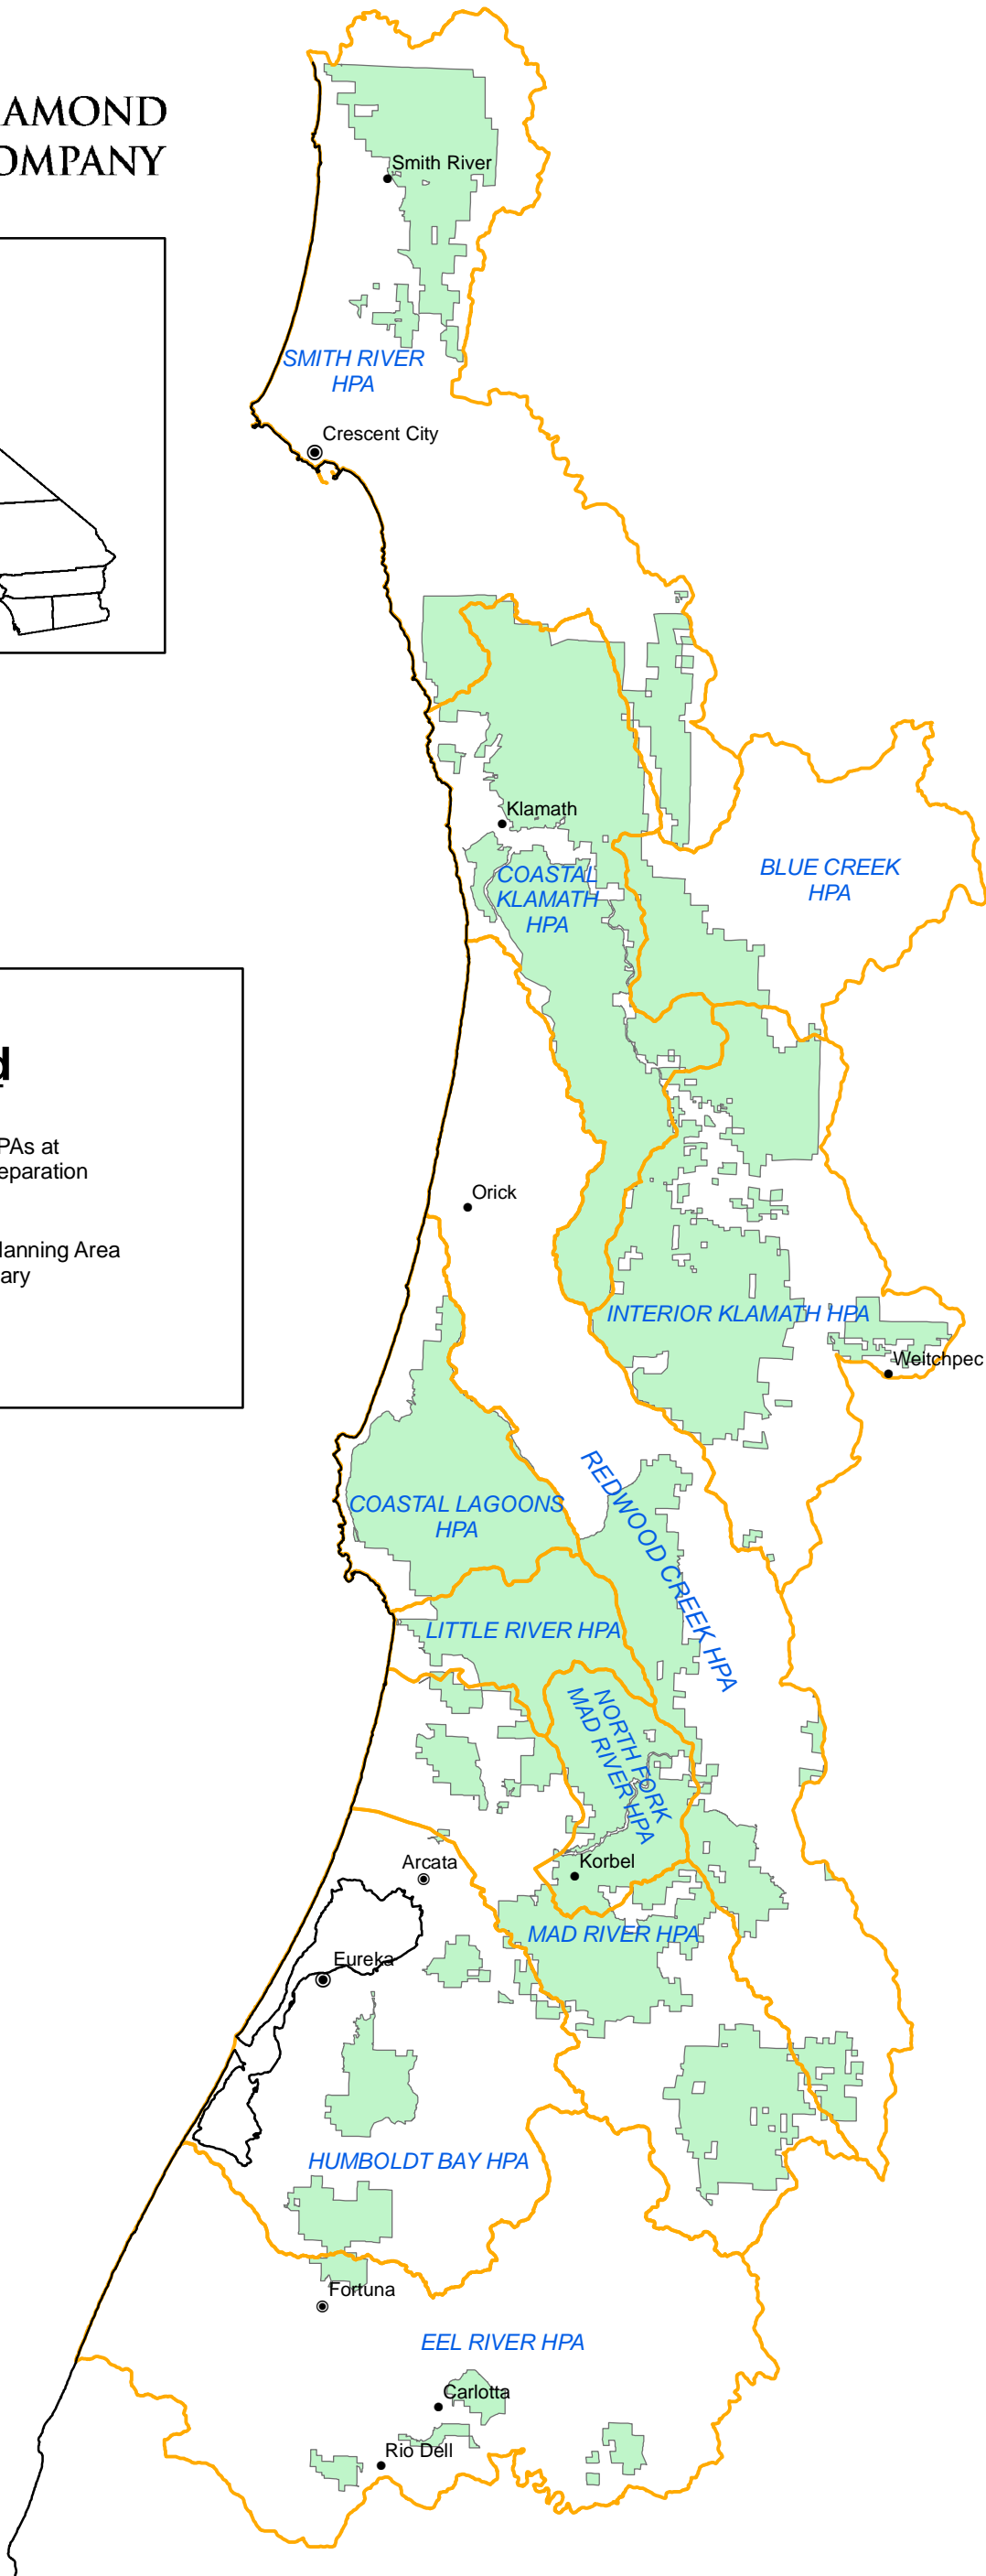 AMOND
OMPANY
Smith River
SMITH RIVER
HPA
Crescent City
Klamath
COASTAL
KLAMATH
HPA
BLUE CREEK
HPA
d
PAs at
eparation
Orick
lanning Area
ary
INTERIOR KLAMATH HPA
Weitchpec
COASTAL LAGOONS
HPA
REDWOOD CREEK HPA
LITTLE RIVER HPA
NORTH FORK
MAD RIVER HPA
Arcata
Korbel
MAD RIVER HPA
Eureka
HUMBOLDT BAY HPA
Fortuna
EEL RIVER HPA
Carlotta
Rio Dell